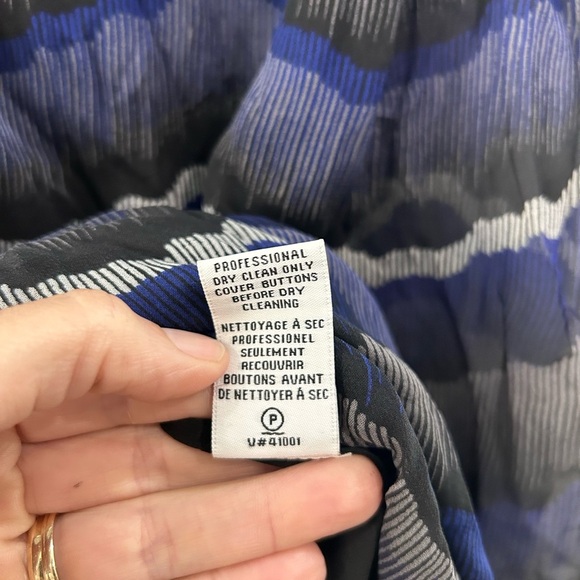 PROFESSIONAL
DRY CLEAN ONLY
COVER BUTTONS
BEFORE DRY
CLEANING
NETTOYAGE À SEC
PROFESSIONEL
SEULEMENT
RECOUVRIR
BOUTONS AVANT
DE NETTOYER À SEC
P
V#41001